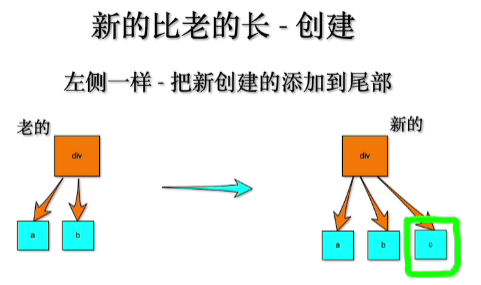 新的比老的长 - 创建
左侧一样 - 把新创建的添加到尾部
老的
新的
div
div
a
b
a
b
c